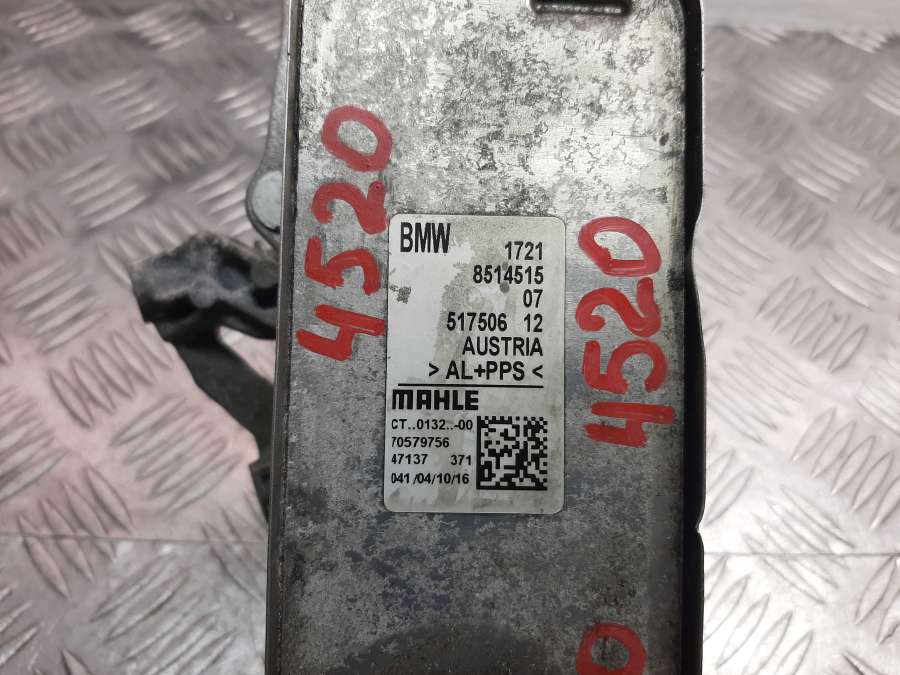 4520
BMW 1721
8514515
07
517506 12
AUSTRIA
> AL+PPS <
MAHLE
CT..0132..-00
70579756
47137 371
041/04/10/16
4520
0